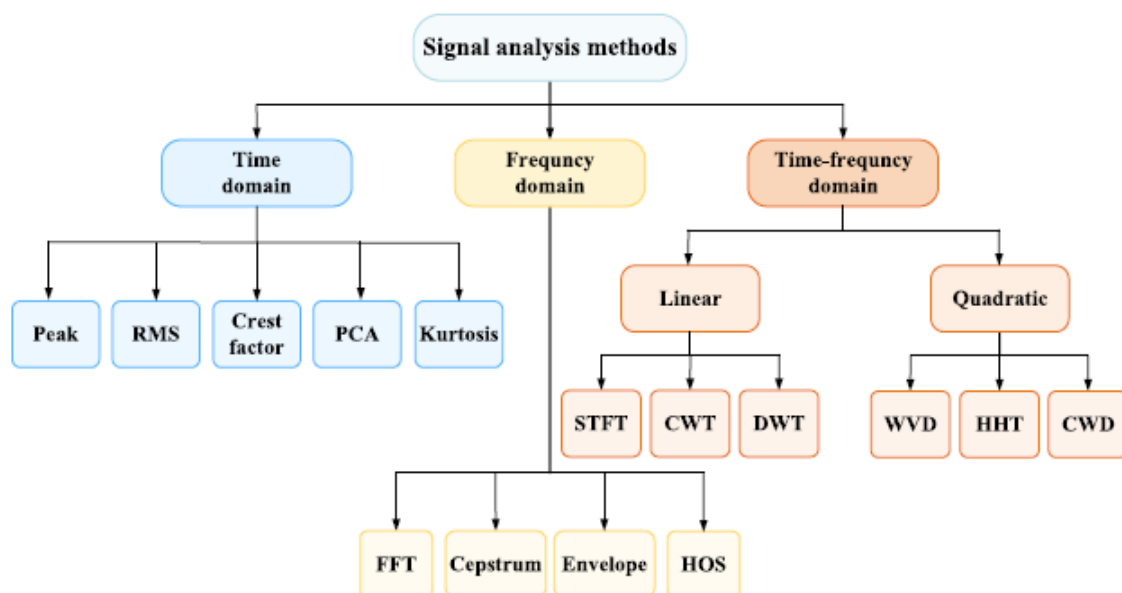 Signal analysis methods
Time
domain
Frequncy
domain
Time-frequncy
domain
Linear
Quadratic
Peak
RMS
Crest
factor
PCA
Kurtosis
STFT
CWT
DWT
WVD
HHT
CWD
FFT
Cepstrum
Envelope
HOS